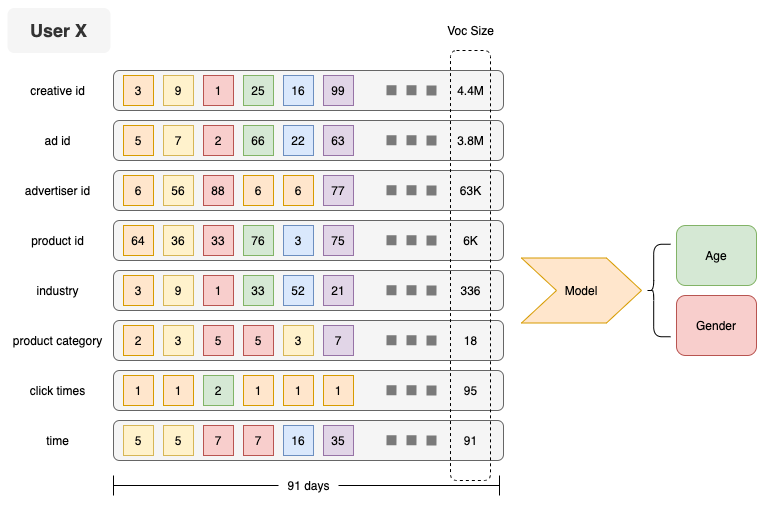 User X
Voc Size
creative id 3 9 1 25 16 99 4.4M
ad id 5 7 2 66 22 63 3.8M
advertiser id 6 56 88 6 6 77 63K
product id 64 36 33 76 3 75 6K
industry 3 9 1 33 52 21 336
product category 2 3 5 5 3 7 18
click times 1 1 2 1 1 1 95
time 5 5 7 7 16 35 91
91 days
Model
Age
Gender